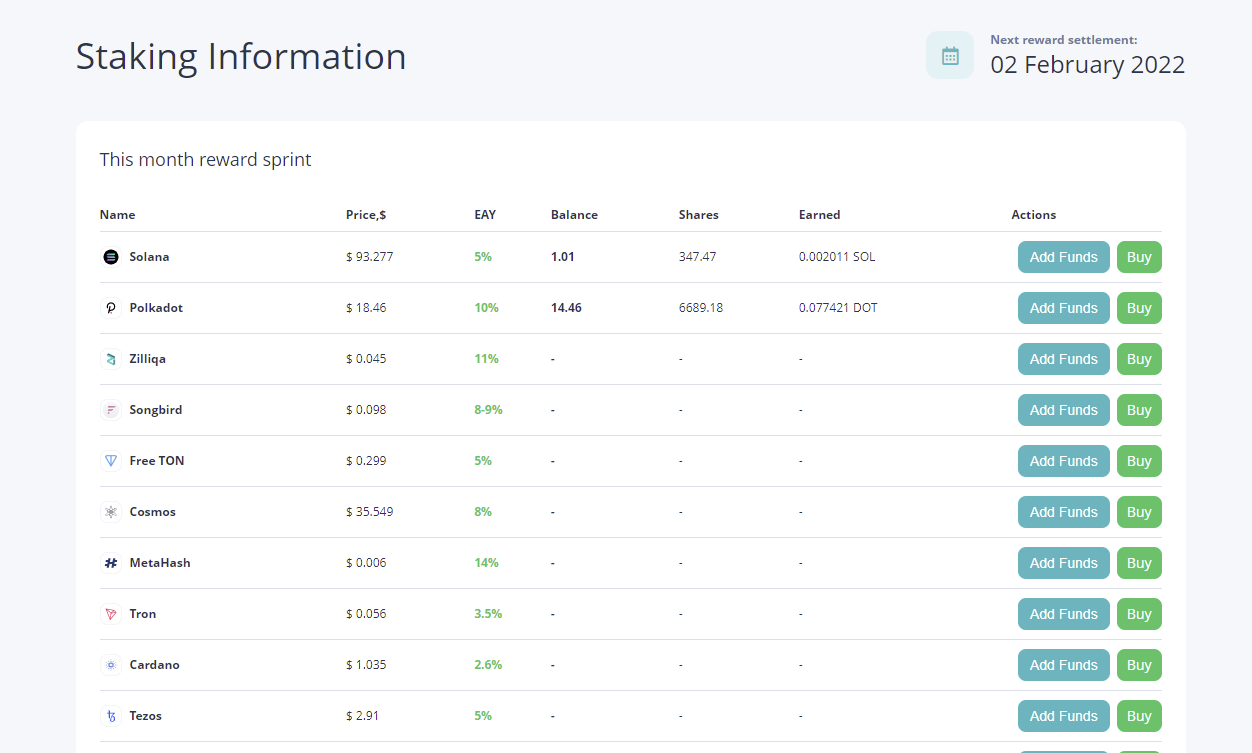 Staking Information
Next reward settlement:
02 February 2022
This month reward sprint
Name Price,$ EAY Balance Shares Earned Actions
Solana $ 93.277 5% 1.01 347.47 0.002011 SOL Add Funds Buy
Polkadot $ 18.46 10% 14.46 6689.18 0.077421 DOT Add Funds Buy
Zilliqa $ 0.045 11% - - - Add Funds Buy
Songbird $ 0.098 8-9% - - - Add Funds Buy
Free TON $ 0.299 5% - - - Add Funds Buy
Cosmos $ 35.549 8% - - - Add Funds Buy
MetaHash $ 0.006 14% - - - Add Funds Buy
Tron $ 0.056 3.5% - - - Add Funds Buy
Cardano $ 1.035 2.6% - - - Add Funds Buy
Tezos $ 2.91 5% - - - Add Funds Buy